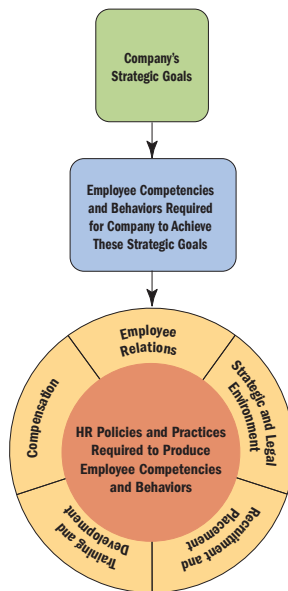 Company's
Strategic Goals
Employee Competencies
and Behaviors Required
for Company to Achieve
These Strategic Goals
Employee
Relations
Strategic and Legal
Environment
Recruitment and
Placement
Training and
Development
Compensation
HR Policies and Practices
Required to Produce
Employee Competencies
and Behaviors